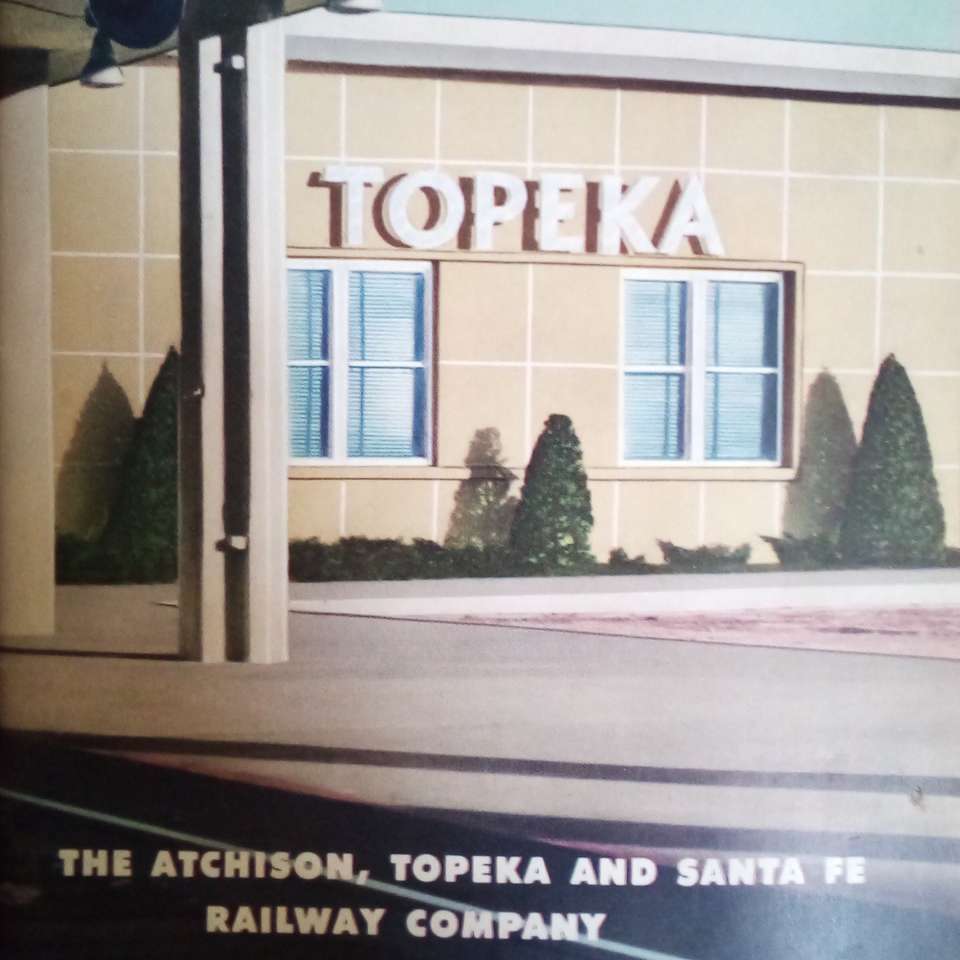 TOPEKA
THE ATCHISON, TOPEKA AND SANTA FE
RAILWAY COMPANY